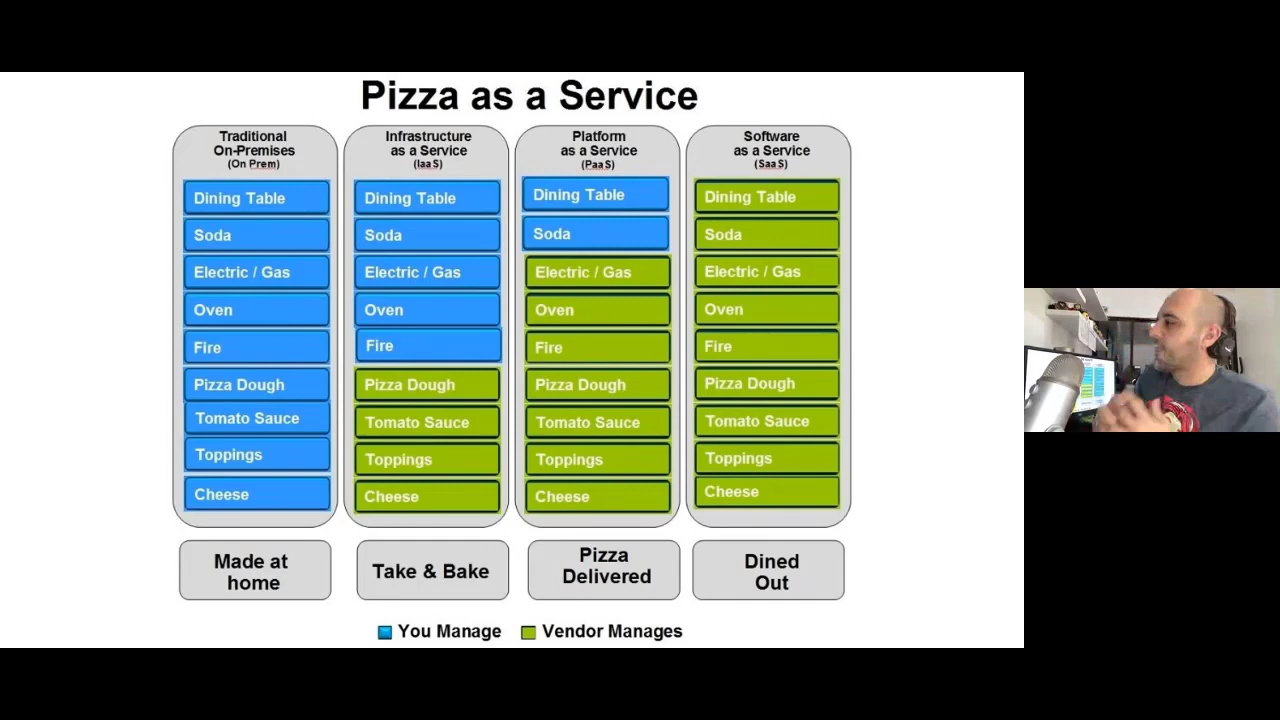 Pizza as a Service
Traditional
On-Premises
(On Prem)
Dining Table
Soda
Electric / Gas
Oven
Fire
Pizza Dough
Tomato Sauce
Toppings
Cheese
Made at
home
Infrastructure
as a Service
(IaaS)
Dining Table
Soda
Electric / Gas
Oven
Fire
Pizza Dough
Tomato Sauce
Toppings
Cheese
Take & Bake
Platform
as a Service
(PaaS)
Dining Table
Soda
Electric / Gas
Oven
Fire
Pizza Dough
Tomato Sauce
Toppings
Cheese
Pizza
Delivered
Software
as a Service
(SaaS)
Dining Table
Soda
Electric / Gas
Oven
Fire
Pizza Dough
Tomato Sauce
Toppings
Cheese
Dined
Out
You Manage
Vendor Manages